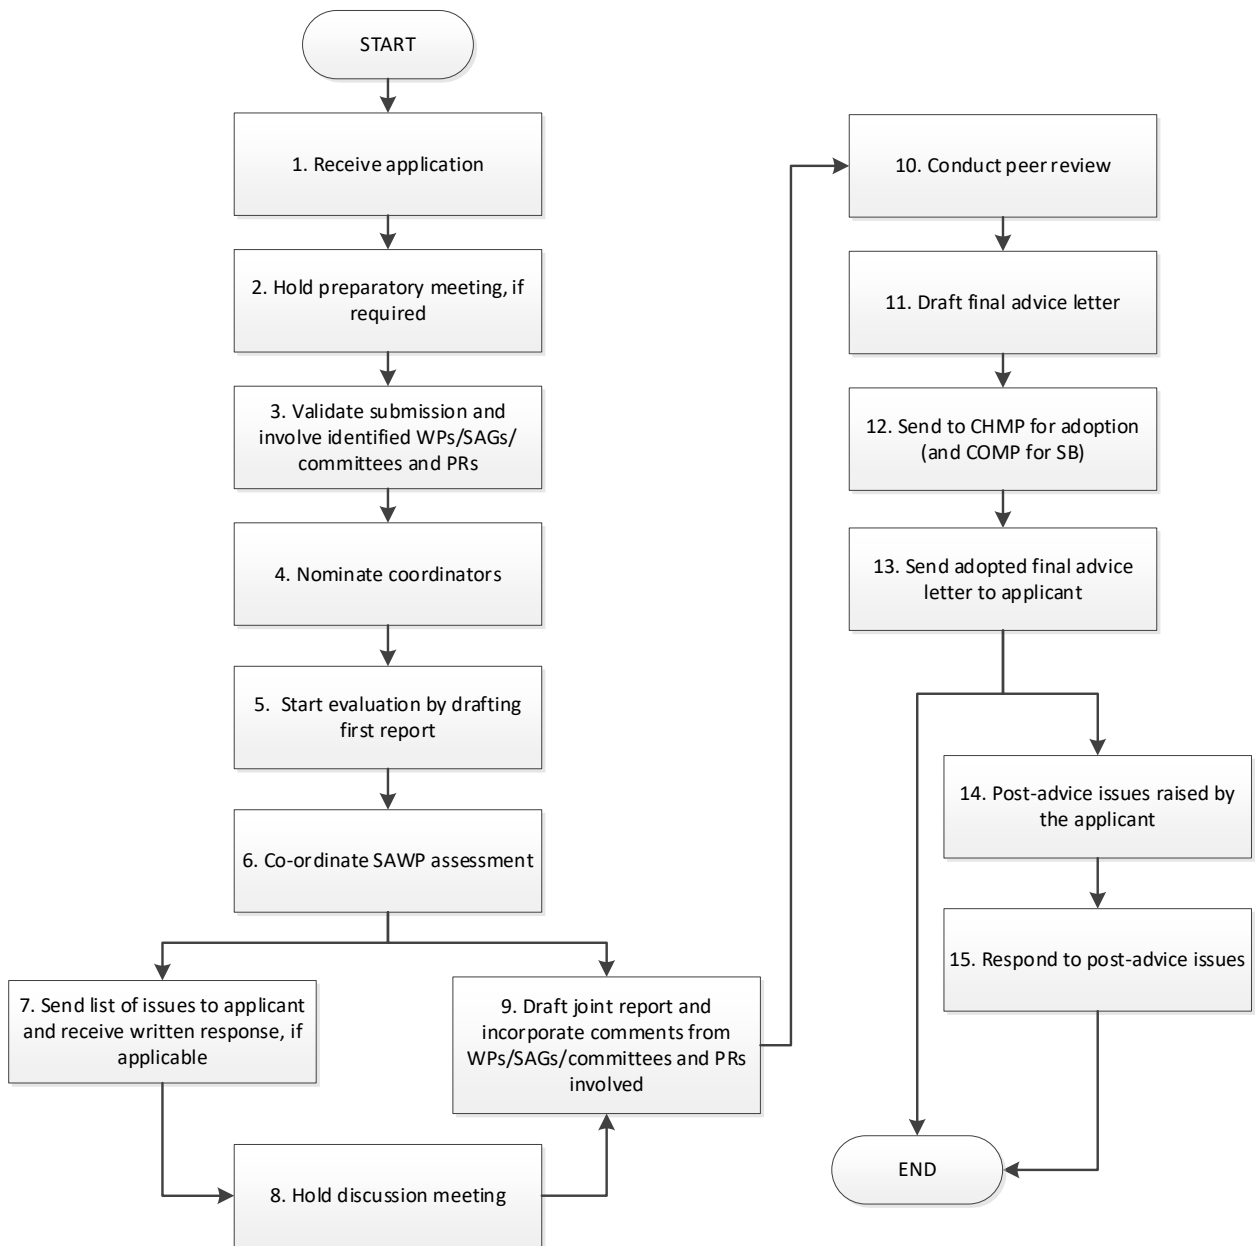 START
1. Receive application
2. Hold preparatory meeting, if
required
3. Validate submission and
involve identified WPs/SAGs/
committees and PRs
4. Nominate coordinators
5.  Start evaluation by drafting
first report
6. Co-ordinate SAWP assessment
7. Send list of issues to applicant
and receive written response, if
applicable
8. Hold discussion meeting
9. Draft joint report and
incorporate comments from
WPs/SAGs/committees and PRs
involved
10. Conduct peer review
11. Draft final advice letter
12. Send to CHMP for adoption
(and COMP for SB)
13. Send adopted final advice
letter to applicant
14. Post-advice issues raised by
the applicant
15. Respond to post-advice issues
END